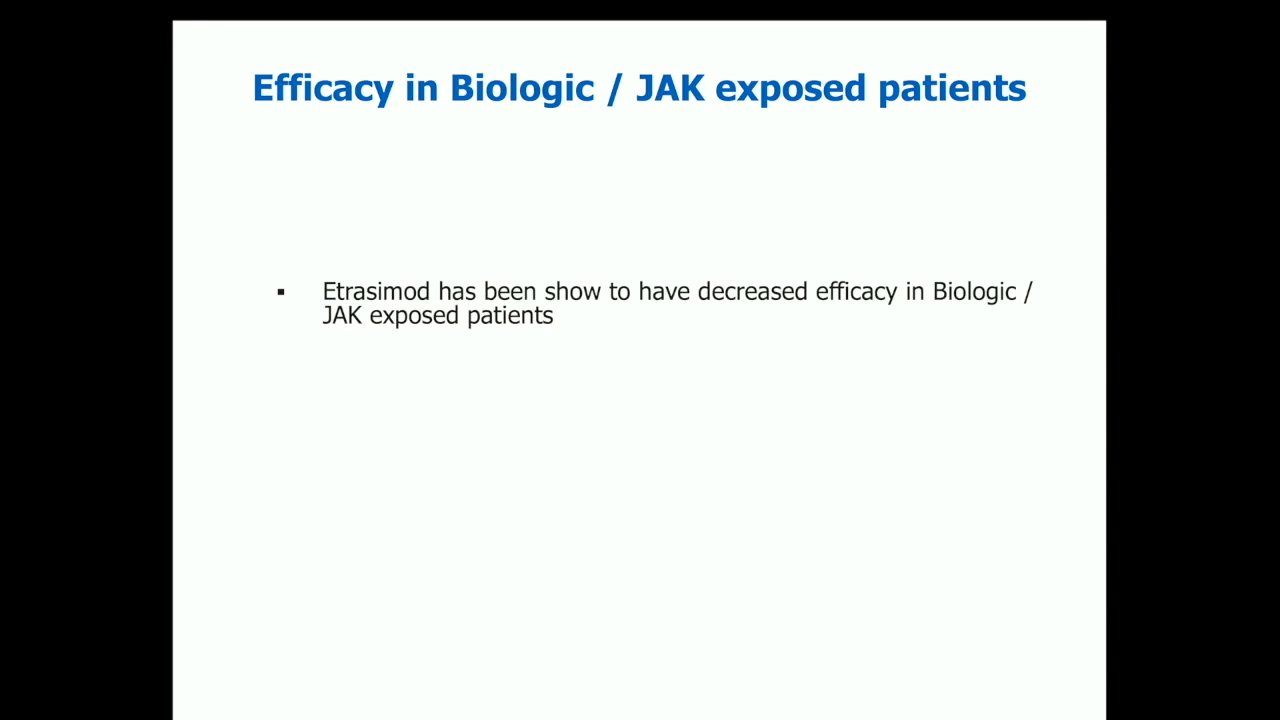 Efficacy in Biologic / JAK exposed patients
▪ Etrasimod has been show to have decreased efficacy in Biologic /
JAK exposed patients